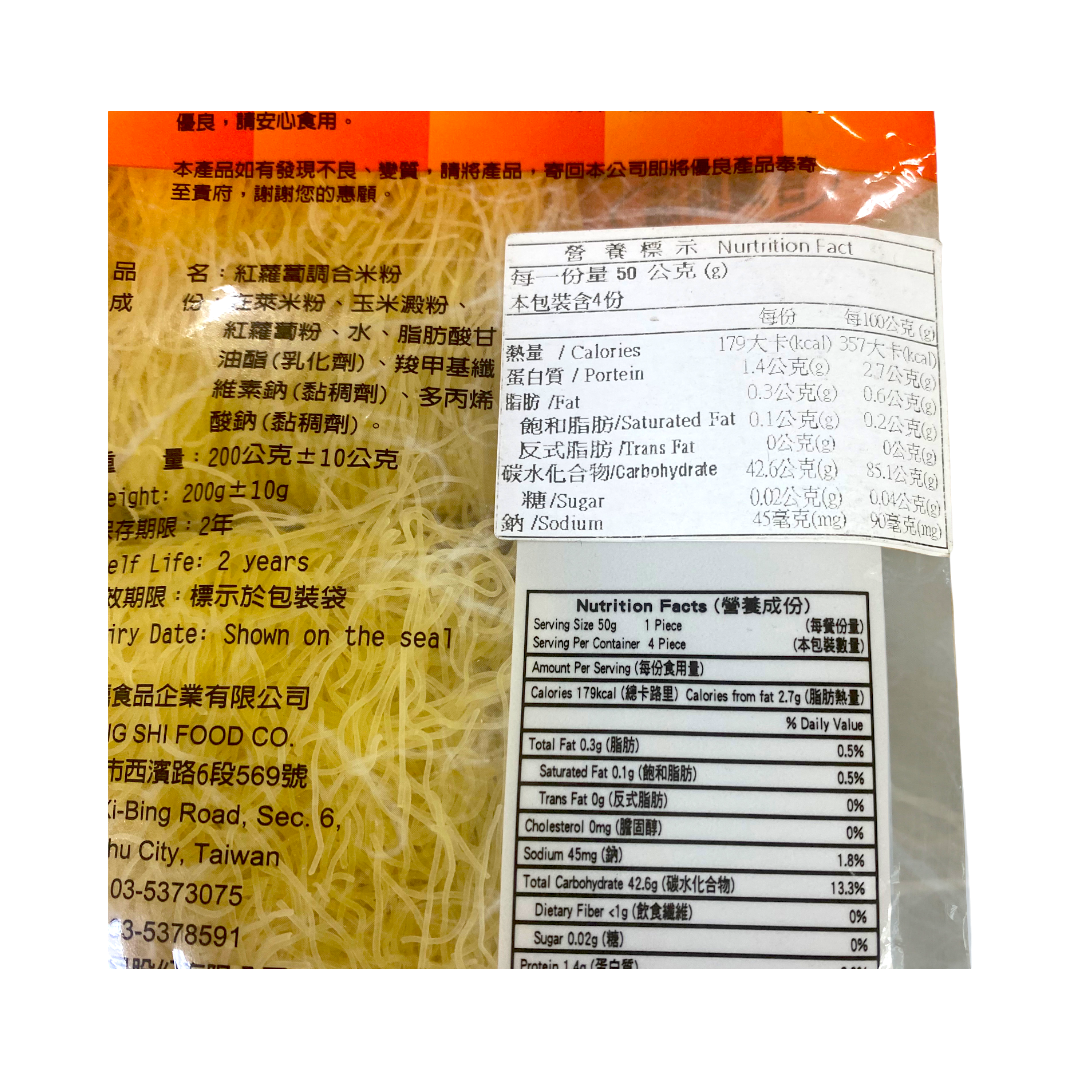 優良，請安心食用。
本產品如有發現不良、變質，請將產品，寄回本公司即將優良產品奉寄
至貴府，謝謝您的惠顧。
品 名：紅蘿蔔調合米粉
成 份：在萊米粉、玉米澱粉、
紅蘿蔔粉、水、脂肪酸甘
油酯(乳化劑)、羧甲基纖
維素鈉(黏稠劑)、多丙烯
酸鈉(黏稠劑)。
重 量：200公克±10公克
eight: 200g±10g
保存期限：2年
elf Life: 2 years
效期限：標示於包裝袋
iry Date: Shown on the seal
食品企業有限公司
G SHI FOOD CO.
市西濱路6段569號
i-Bing Road, Sec. 6,
hu City, Taiwan
03-5373075
3-5378591
營養標示 Nurtrition Fact
每一份量 50 公克 (g)
本包裝含4份
每份 每100公克 (g)
熱量 / Calories 179大卡(kcal) 357大卡(kcal)
蛋白質 / Portein 1.4公克(g) 2.7公克(g)
脂肪 /Fat 0.3公克(g) 0.6公克(g)
飽和脂肪/Saturated Fat 0.1公克(g) 0.2公克(g)
反式脂肪 /Trans Fat 0公克(g) 0公克(g)
碳水化合物/Carbohydrate 42.6公克(g) 85.1公克(g)
糖 /Sugar 0.02公克(g) 0.04公克(g)
鈉 /Sodium 45毫克(mg) 90毫克(mg)
Nutrition Facts (營養成份)
Serving Size 50g 1 Piece (每餐份量)
Serving Per Container 4 Piece (本包裝數量)
Amount Per Serving (每份食用量)
Calories 179kcal (總卡路里) Calories from fat 2.7g (脂肪熱量)
% Daily Value
Total Fat 0.3g (脂肪) 0.5%
Saturated Fat 0.1g (飽和脂肪) 0.5%
Trans Fat 0g (反式脂肪) 0%
Cholesterol 0mg (膽固醇) 0%
Sodium 45mg (鈉) 1.8%
Total Carbohydrate 42.6g (碳水化合物) 13.3%
Dietary Fiber <1g (飲食纖維) 0%
Sugar 0.02g (糖) 0%
Protein 1.4g (蛋白質)